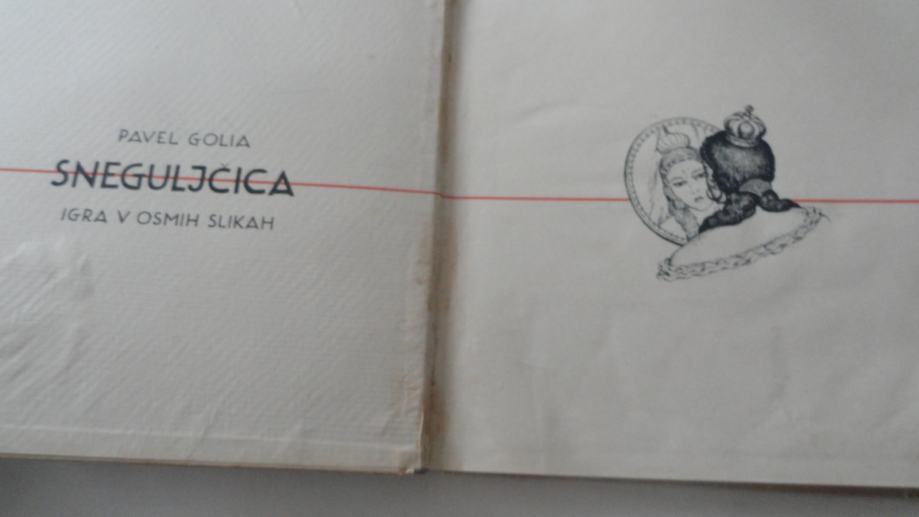 PAVEL GOLIA
SNEGULJČICA
IGRA V OSMIH SLIKAH